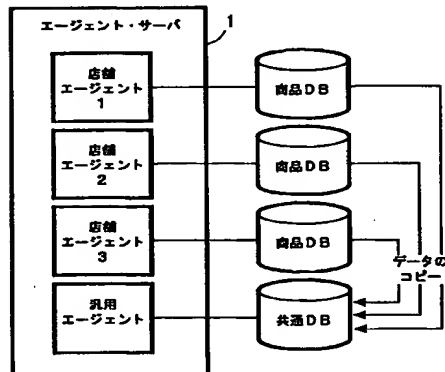 エージェント・サーバ
1
店舗
エージェント
1
商品DB
店舗
エージェント
2
商品DB
店舗
エージェント
3
商品DB
データの
コピー
汎用
エージェント
共通DB